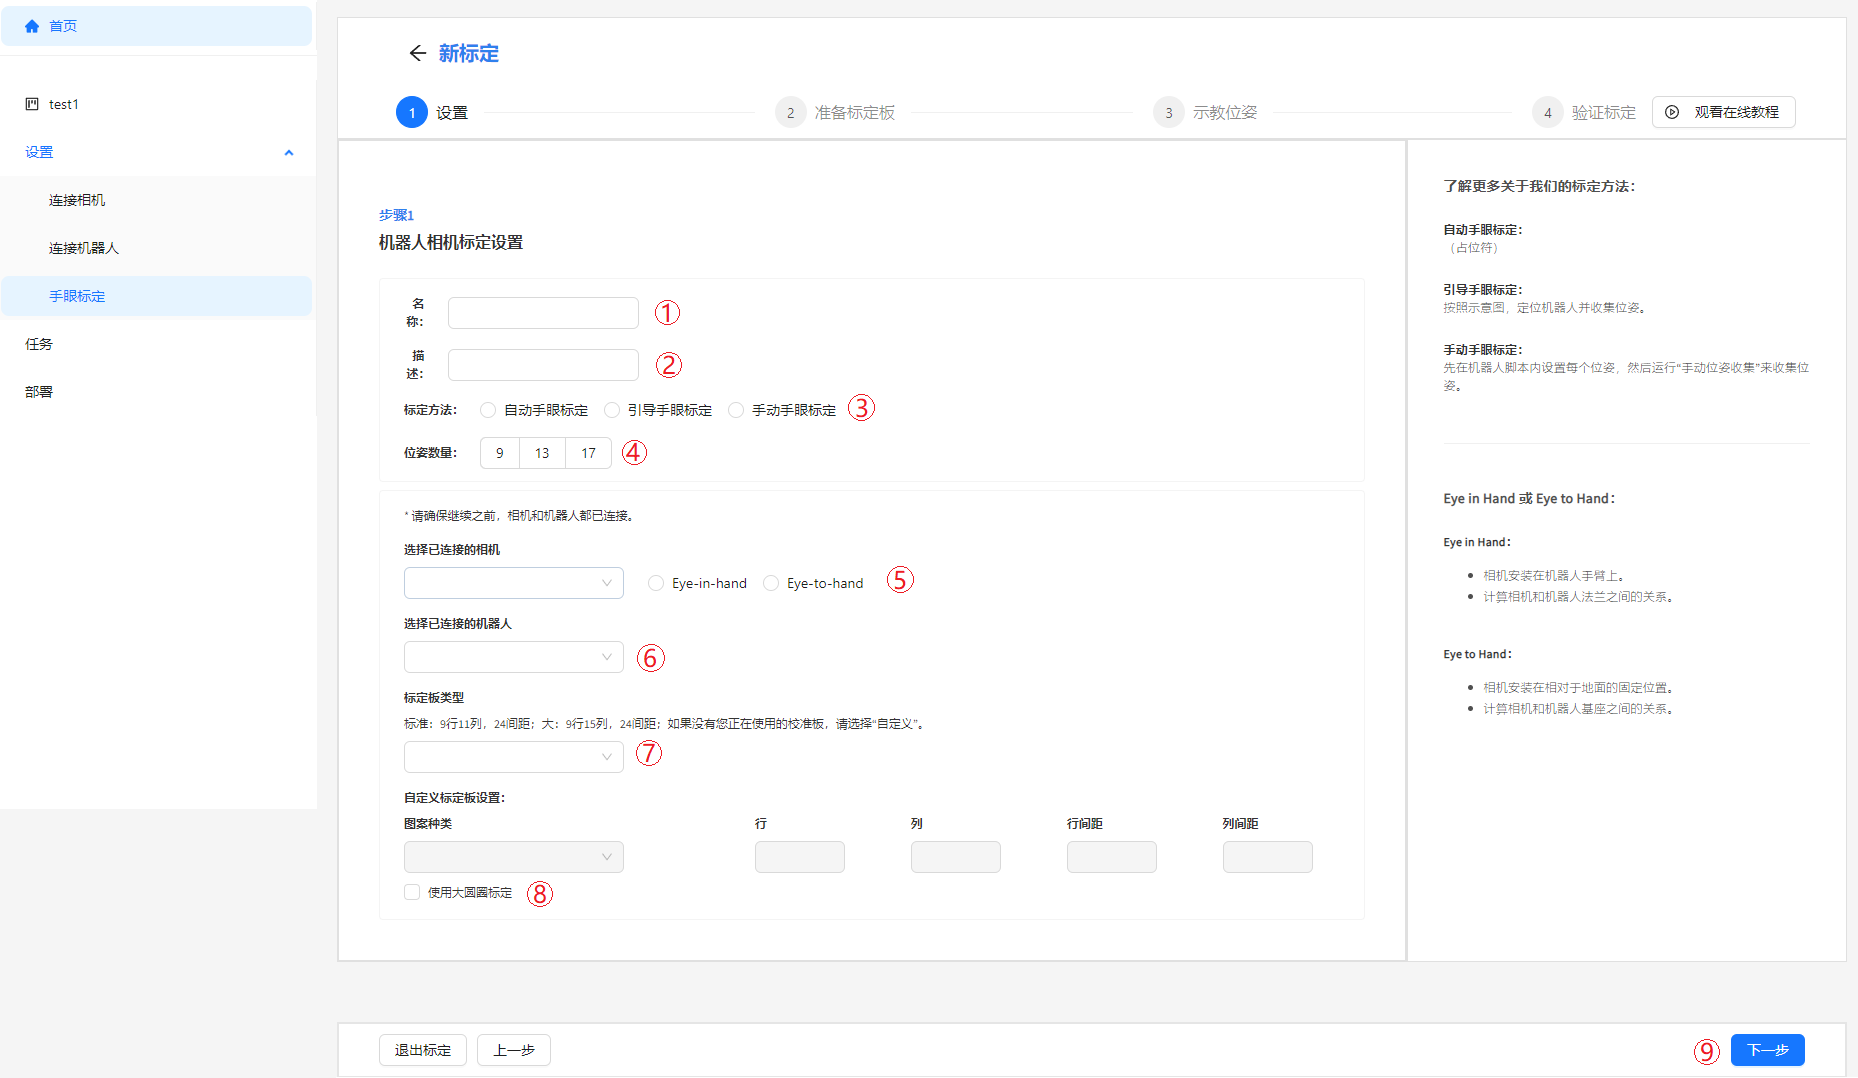 首页
test1
设置
连接相机
连接机器人
手眼标定
任务
部署
新标定
1 设置 2 准备标定板 3 示教位姿 4 验证标定 观看在线教程
步骤1
机器人相机标定设置
名
称：
①
描
述：
②
标定方法： 自动手眼标定 引导手眼标定 手动手眼标定 ③
位姿数量： 9 13 17 ④
* 请确保继续之前，相机和机器人都已连接。
选择已连接的相机
Eye-in-hand Eye-to-hand ⑤
选择已连接的机器人
⑥
标定板类型
标准：9行11列，24间距；大：9行15列，24间距；如果没有您正在使用的校准板，请选择“自定义”。
⑦
自定义标定板设置：
图案种类 行 列 行间距 列间距
使用大圆圈标定 ⑧
了解更多关于我们的标定方法：
自动手眼标定：
（占位符）
引导手眼标定：
按照示意图，定位机器人并收集位姿。
手动手眼标定：
先在机器人脚本内设置每个位姿，然后运行“手动位姿收集”来收集位
姿。
Eye in Hand 或 Eye to Hand：
Eye in Hand：
• 相机安装在机器人手臂上。
• 计算相机和机器人法兰之间的关系。
Eye to Hand：
• 相机安装在相对于地面的固定位置。
• 计算相机和机器人基座之间的关系。
退出标定 上一步 ⑨ 下一步